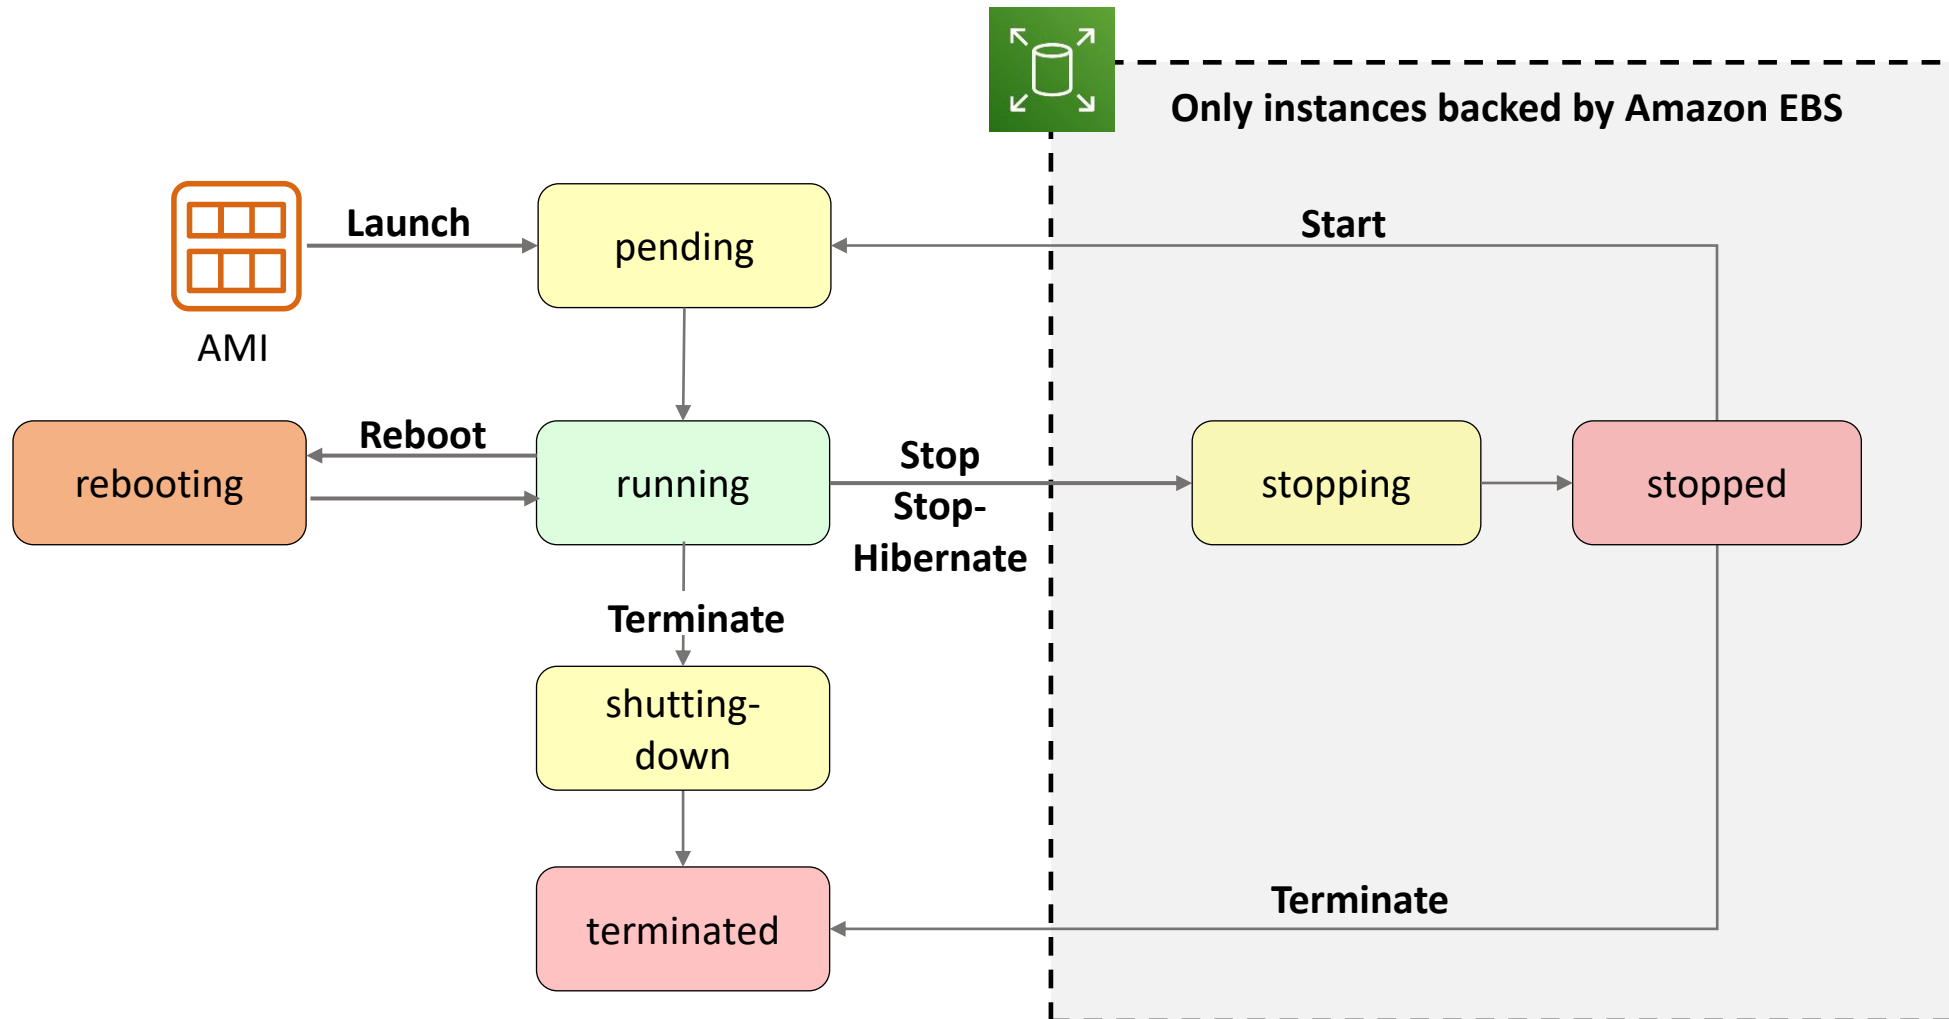 Only instances backed by Amazon EBS
Launch
pending
Start
AMI
rebooting
Reboot
running
Stop
Stop-
Hibernate
stopping
stopped
Terminate
shutting-
down
terminated
Terminate